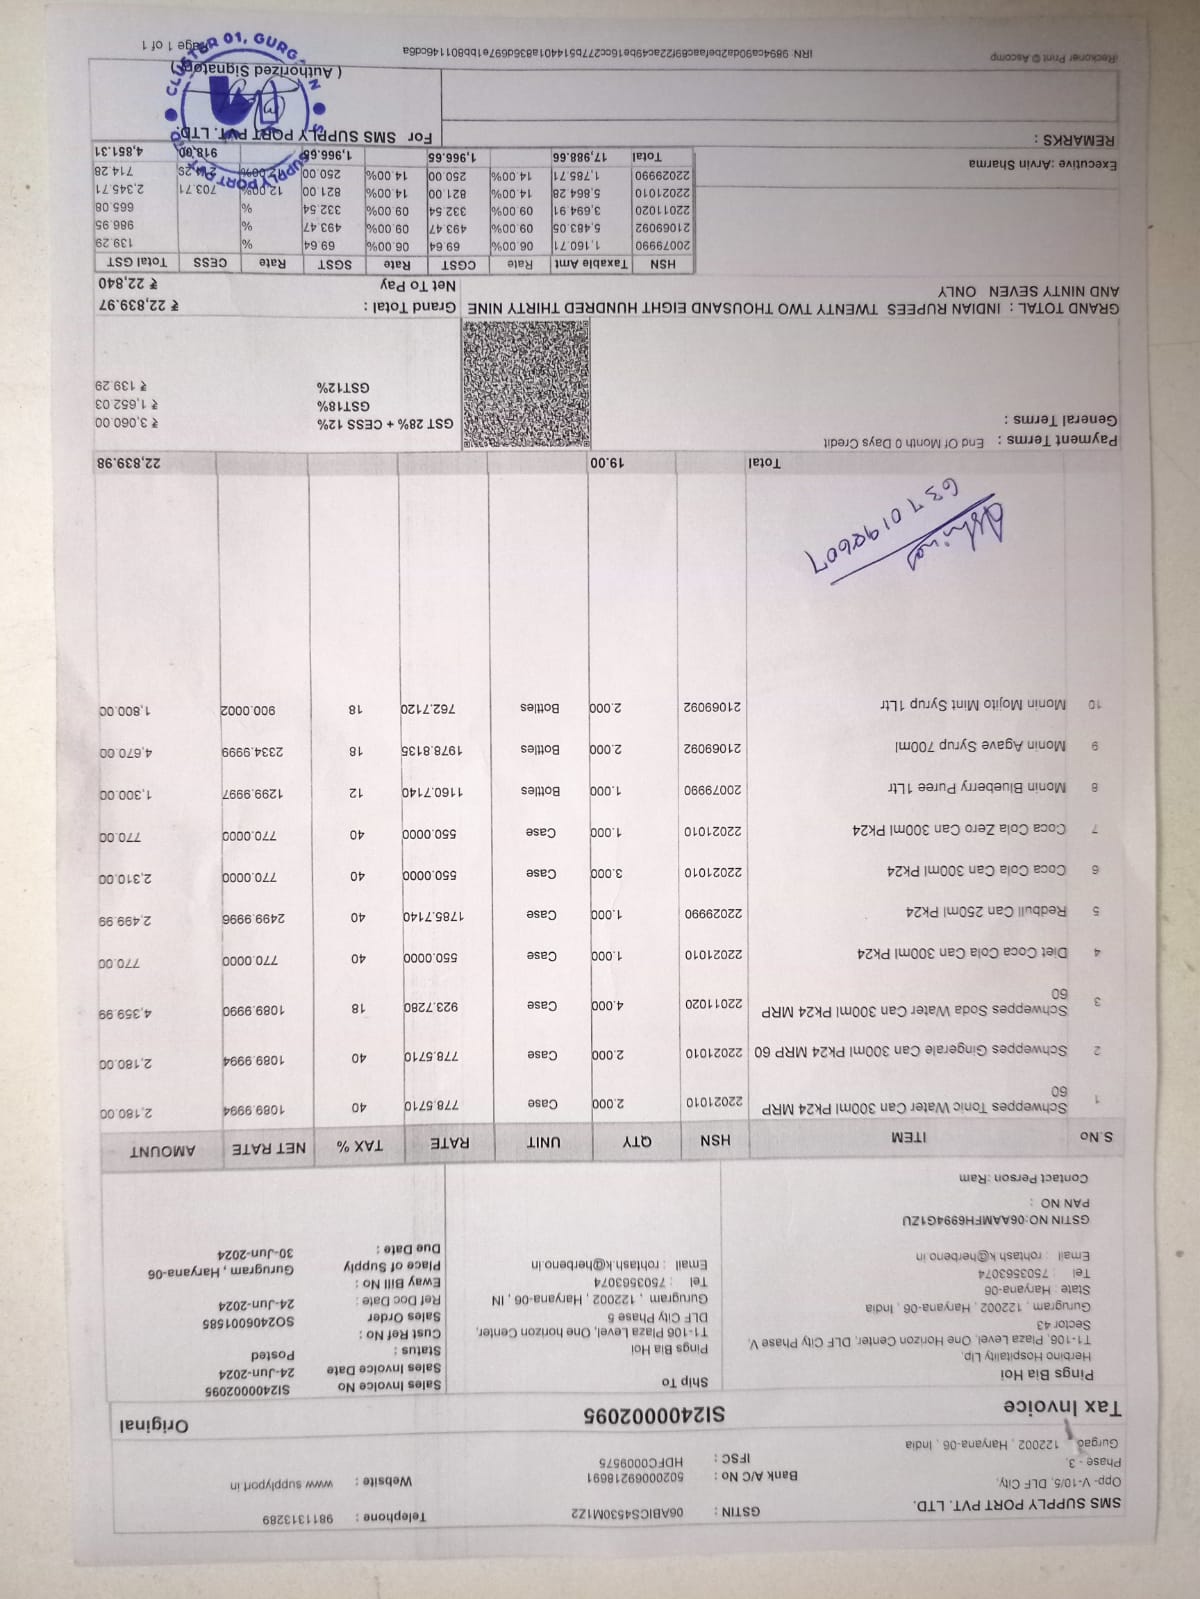 SMS SUPPLY PORT PVT. LTD.
Opp- V-10/5, DLF City,
Phase - 3,
Gurgao, 122002, Haryana-06, India
GSTIN : 06ABICS4530M1Z2
Bank A/C No : 50200069218691
IFSC : HDFC0009575
Telephone : 9811313289
Website : www.supplyport.in
Tax Invoice SI2400002095 Original
Pings Bia Hoi
Herbino Hospitality Llp,
T1-106, Plaza Level, One Horizon Center, DLF City Phase V,
Sector 43
Gurugram, 122002, Haryana-06, India
State : Haryana-06
Tel : 7503563074
Email : rohtash.k@herbeno.in
GSTIN NO:06AAMFH6994G1ZU
PAN NO :
Contact Person :Ram
Ship To
Pings Bia Hoi
T1-106 Plaza Level, One horizon Center,
DLF City Phase 5
Gurugram , 122002 , Haryana-06 , IN
Tel : 7503563074
Email : rohtash.k@herbeno.in
Sales Invoice No SI2400002095
Sales Invoice Date 24-Jun-2024
Status : Posted
Cust Ref No :
Sales Order SO2406001585
Ref Doc Date : 24-Jun-2024
Eway Bill No :
Place of Supply Gurugram , Haryana-06
Due Date : 30-Jun-2024
S.No ITEM HSN QTY UNIT RATE TAX % NET RATE AMOUNT
1 Schweppes Tonic Water Can 300ml Pk24 MRP 60 22021010 2.000 Case 778.5710 40 1089.9994 2,180.00
2 Schweppes Gingerale Can 300ml Pk24 MRP 60 22021010 2.000 Case 778.5710 40 1089.9994 2,180.00
3 Schweppes Soda Water Can 300ml Pk24 MRP 60 22011020 4.000 Case 923.7280 18 1089.9990 4,359.99
4 Diet Coca Cola Can 300ml Pk24 22021010 1.000 Case 550.0000 40 770.0000 770.00
5 Redbull Can 250ml Pk24 22029990 1.000 Case 1785.7140 40 2499.9996 2,499.99
6 Coca Cola Can 300ml Pk24 22021010 3.000 Case 550.0000 40 770.0000 2,310.00
7 Coca Cola Zero Can 300ml Pk24 22021010 1.000 Case 550.0000 40 770.0000 770.00
8 Monin Blueberry Puree 1Ltr 20079990 1.000 Bottles 1160.7140 12 1299.9997 1,300.00
9 Monin Agave Syrup 700ml 21069092 2.000 Bottles 1978.8135 18 2334.9999 4,670.00
10 Monin Mojito Mint Syrup 1Ltr 21069092 2.000 Bottles 762.7120 18 900.0002 1,800.00
6370198607
Total 19.00 22,839.98
Payment Terms : End Of Month 0 Days Credit
General Terms :
GST 28% + CESS 12% ₹ 3,060.00
GST18% ₹ 1,652.03
GST12% ₹ 139.29
GRAND TOTAL : INDIAN RUPEES TWENTY TWO THOUSAND EIGHT HUNDRED THIRTY NINE
AND NINTY SEVEN ONLY
Grand Total : ₹ 22,839.97
Net To Pay ₹ 22,840
HSN Taxable Amt Rate CGST Rate SGST Rate CESS Total GST
20079990 1,160.71 06.00% 69.64 06.00% 69.64 % 139.29
21069092 5,483.05 09.00% 493.47 09.00% 493.47 % 986.95
22011020 3,694.91 09.00% 332.54 09.00% 332.54 % 665.08
22021010 5,864.28 14.00% 821.00 14.00% 821.00 12.00% 703.71 2,345.71
22029990 1,785.71 14.00% 250.00 14.00% 250.00 12.00% 714.28
Total 17,988.66 1,966.65 1,966.65 918.00 4,851.31
Executive :Arvin Sharma
REMARKS :
For SMS SUPPLY PORT PVT. LTD.
( Authorized Signatory )
CLUSTER 01, GURG
SUPPLY PORT PVT.
iReckoner Print © Ascomp
IRN 9894ca90da2befaac89f22ac49be16cc277b514401a836d697e1bb1801146cd6a
Page 1 of 1